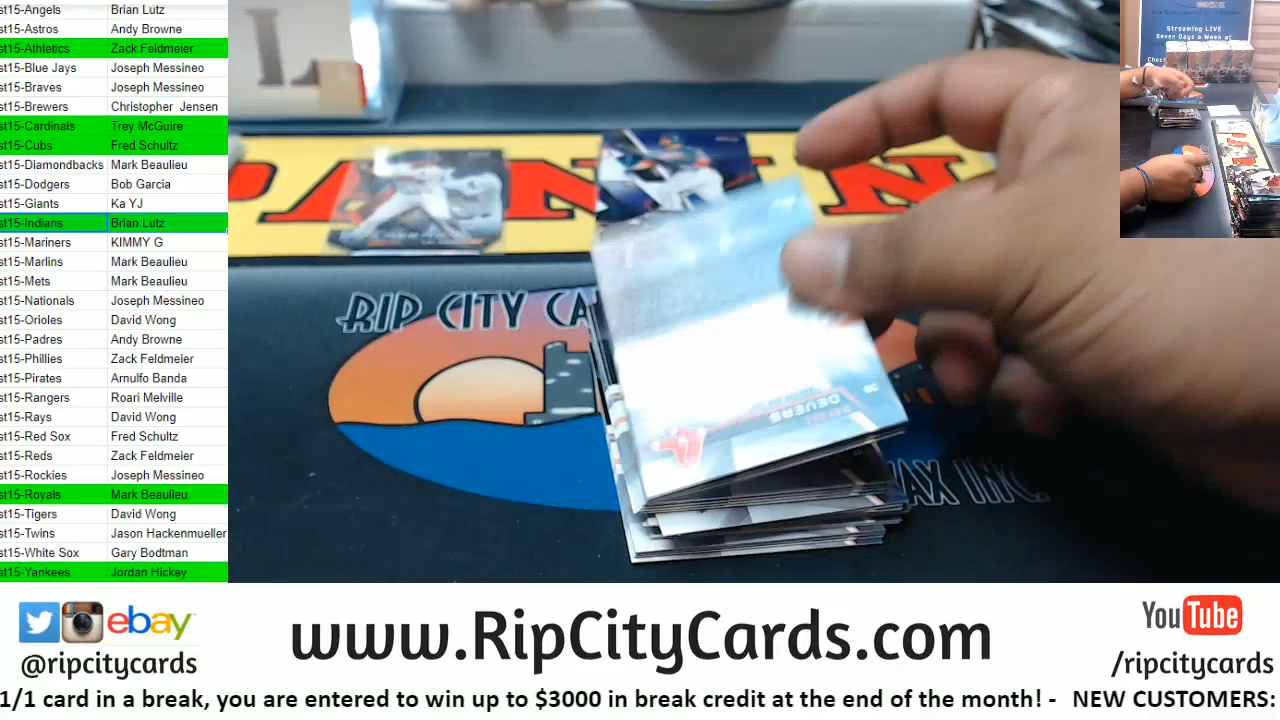 st15-Angels Brian Lutz
st15-Astros Andy Browne
st15-Athletics Zack Feldmeier
st15-Blue Jays Joseph Messineo
st15-Braves Joseph Messineo
st15-Brewers Christopher Jensen
st15-Cardinals Trey McGuire
st15-Cubs Fred Schultz
st15-Diamondbacks Mark Beaulieu
st15-Dodgers Bob Garcia
st15-Giants Ka YJ
st15-Indians Brian Lutz
st15-Mariners KIMMY G
st15-Marlins Mark Beaulieu
st15-Mets Mark Beaulieu
st15-Nationals Joseph Messineo
st15-Orioles David Wong
st15-Padres Andy Browne
st15-Phillies Zack Feldmeier
st15-Pirates Arnulfo Banda
st15-Rangers Roari Melville
st15-Rays David Wong
st15-Red Sox Fred Schultz
st15-Reds Zack Feldmeier
st15-Rockies Joseph Messineo
st15-Royals Mark Beaulieu
st15-Tigers David Wong
st15-Twins Jason Hackenmueller
st15-White Sox Gary Bodtman
st15-Yankees Jordan Hickey
PANINI
RIP CITY CA
DEVERS
MAX INC.
Streaming LIVE
Seven Days a Week at
ebay
@ripcitycards
www.RipCityCards.com
YouTube
/ripcitycards
1/1 card in a break, you are entered to win up to $3000 in break credit at the end of the month! - NEW CUSTOMERS: